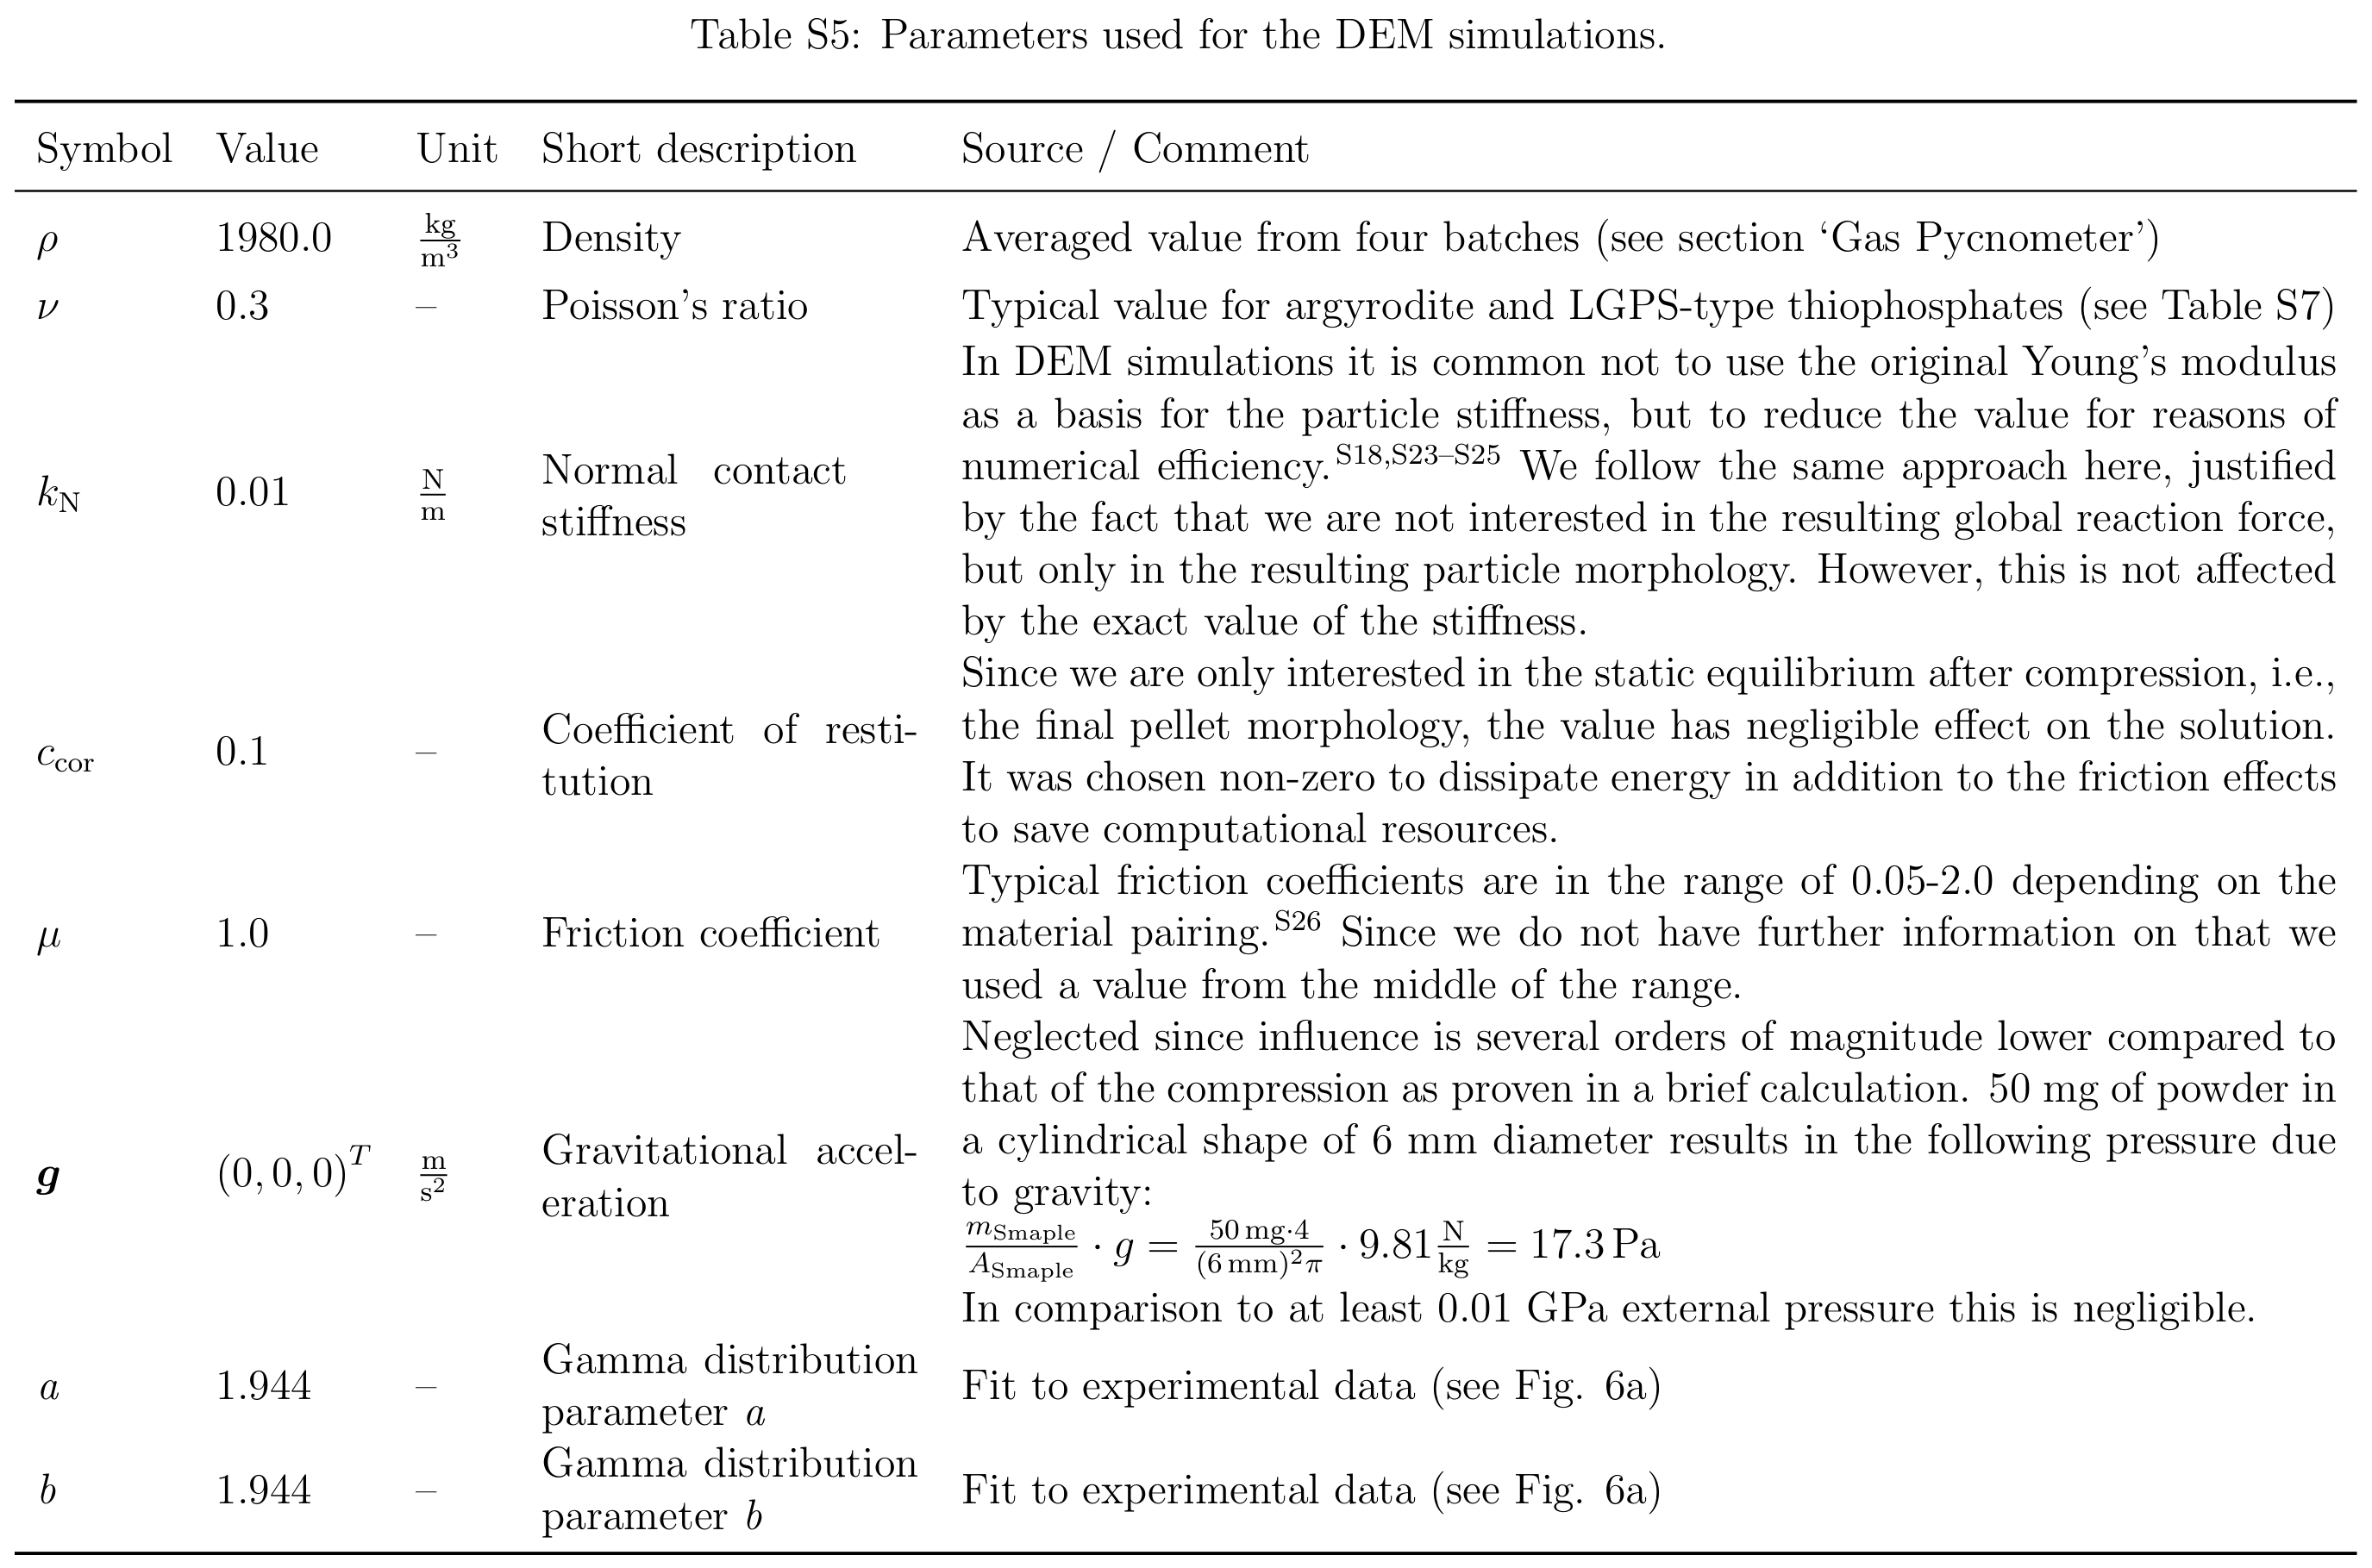 Table S5: Parameters used for the DEM simulations.
Symbol Value Unit Short description Source / Comment
ρ 1980.0 kg/m³ Density Averaged value from four batches (see section ‘Gas Pycnometer’)
ν 0.3 – Poisson’s ratio Typical value for argyrodite and LGPS-type thiophosphates (see Table S7)
k_N 0.01 N/m Normal contact
stiffness
In DEM simulations it is common not to use the original Young’s modulus
as a basis for the particle stiffness, but to reduce the value for reasons of
numerical efficiency.^S18,S23–S25 We follow the same approach here, justified
by the fact that we are not interested in the resulting global reaction force,
but only in the resulting particle morphology. However, this is not affected
by the exact value of the stiffness.
c_cor 0.1 – Coefficient of resti-
tution
Since we are only interested in the static equilibrium after compression, i.e.,
the final pellet morphology, the value has negligible effect on the solution.
It was chosen non-zero to dissipate energy in addition to the friction effects
to save computational resources.
μ 1.0 – Friction coefficient
Typical friction coefficients are in the range of 0.05-2.0 depending on the
material pairing.^S26 Since we do not have further information on that we
used a value from the middle of the range.
g (0, 0, 0)^T m/s² Gravitational accel-
eration
Neglected since influence is several orders of magnitude lower compared to
that of the compression as proven in a brief calculation. 50 mg of powder in
a cylindrical shape of 6 mm diameter results in the following pressure due
to gravity:
m_Smaple/A_Smaple · g = 50 mg·4/(6 mm)²π · 9.81 N/kg = 17.3 Pa
In comparison to at least 0.01 GPa external pressure this is negligible.
a 1.944 – Gamma distribution
parameter a
Fit to experimental data (see Fig. 6a)
b 1.944 – Gamma distribution
parameter b
Fit to experimental data (see Fig. 6a)